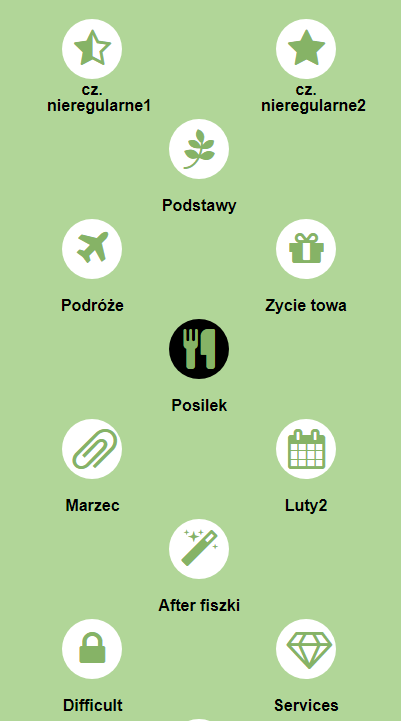 cz.
nieregularne1
cz.
nieregularne2
Podstawy
Podróże
Zycie towa
Posilek
Marzec
Luty2
After fiszki
Difficult
Services